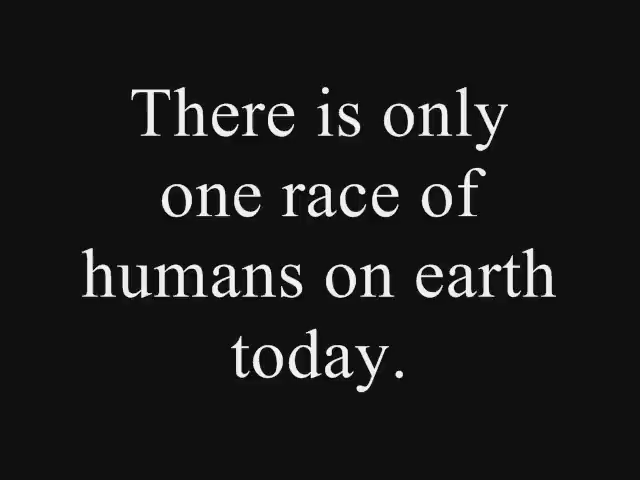 There is only
one race of
humans on earth
today.